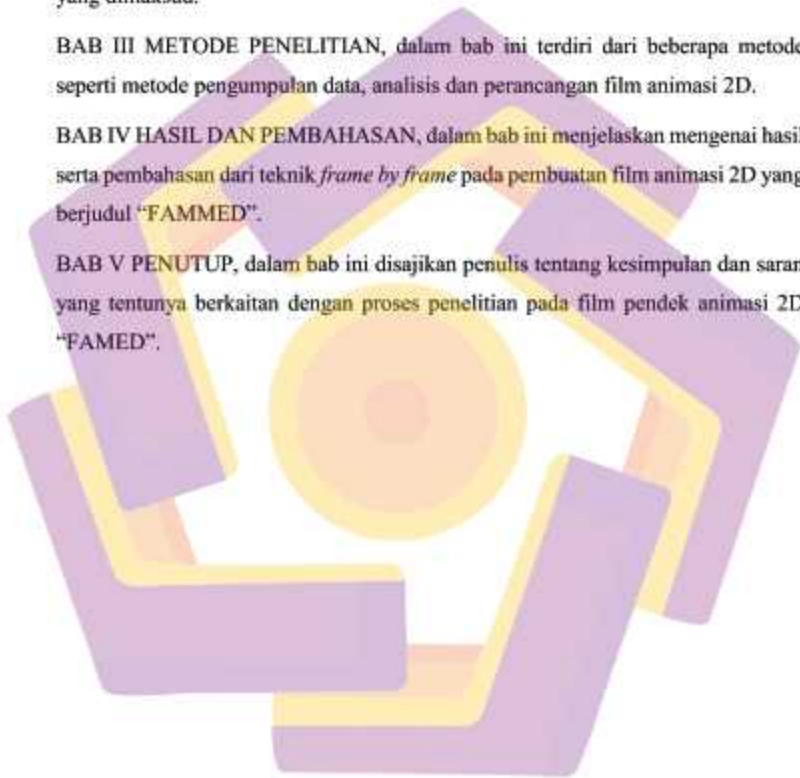 yang dimaksud.
BAB III METODE PENELITIAN, dalam bab ini terdiri dari beberapa metode
seperti metode pengumpulan data, analisis dan perancangan film animasi 2D.
BAB IV HASIL DAN PEMBAHASAN, dalam bab ini menjelaskan mengenai hasil
serta pembahasan dari teknik frame by frame pada pembuatan film animasi 2D yang
berjudul “FAMMED”.
BAB V PENUTUP, dalam bab ini disajikan penulis tentang kesimpulan dan saran
yang tentunya berkaitan dengan proses penelitian pada film pendek animasi 2D
“FAMED”.